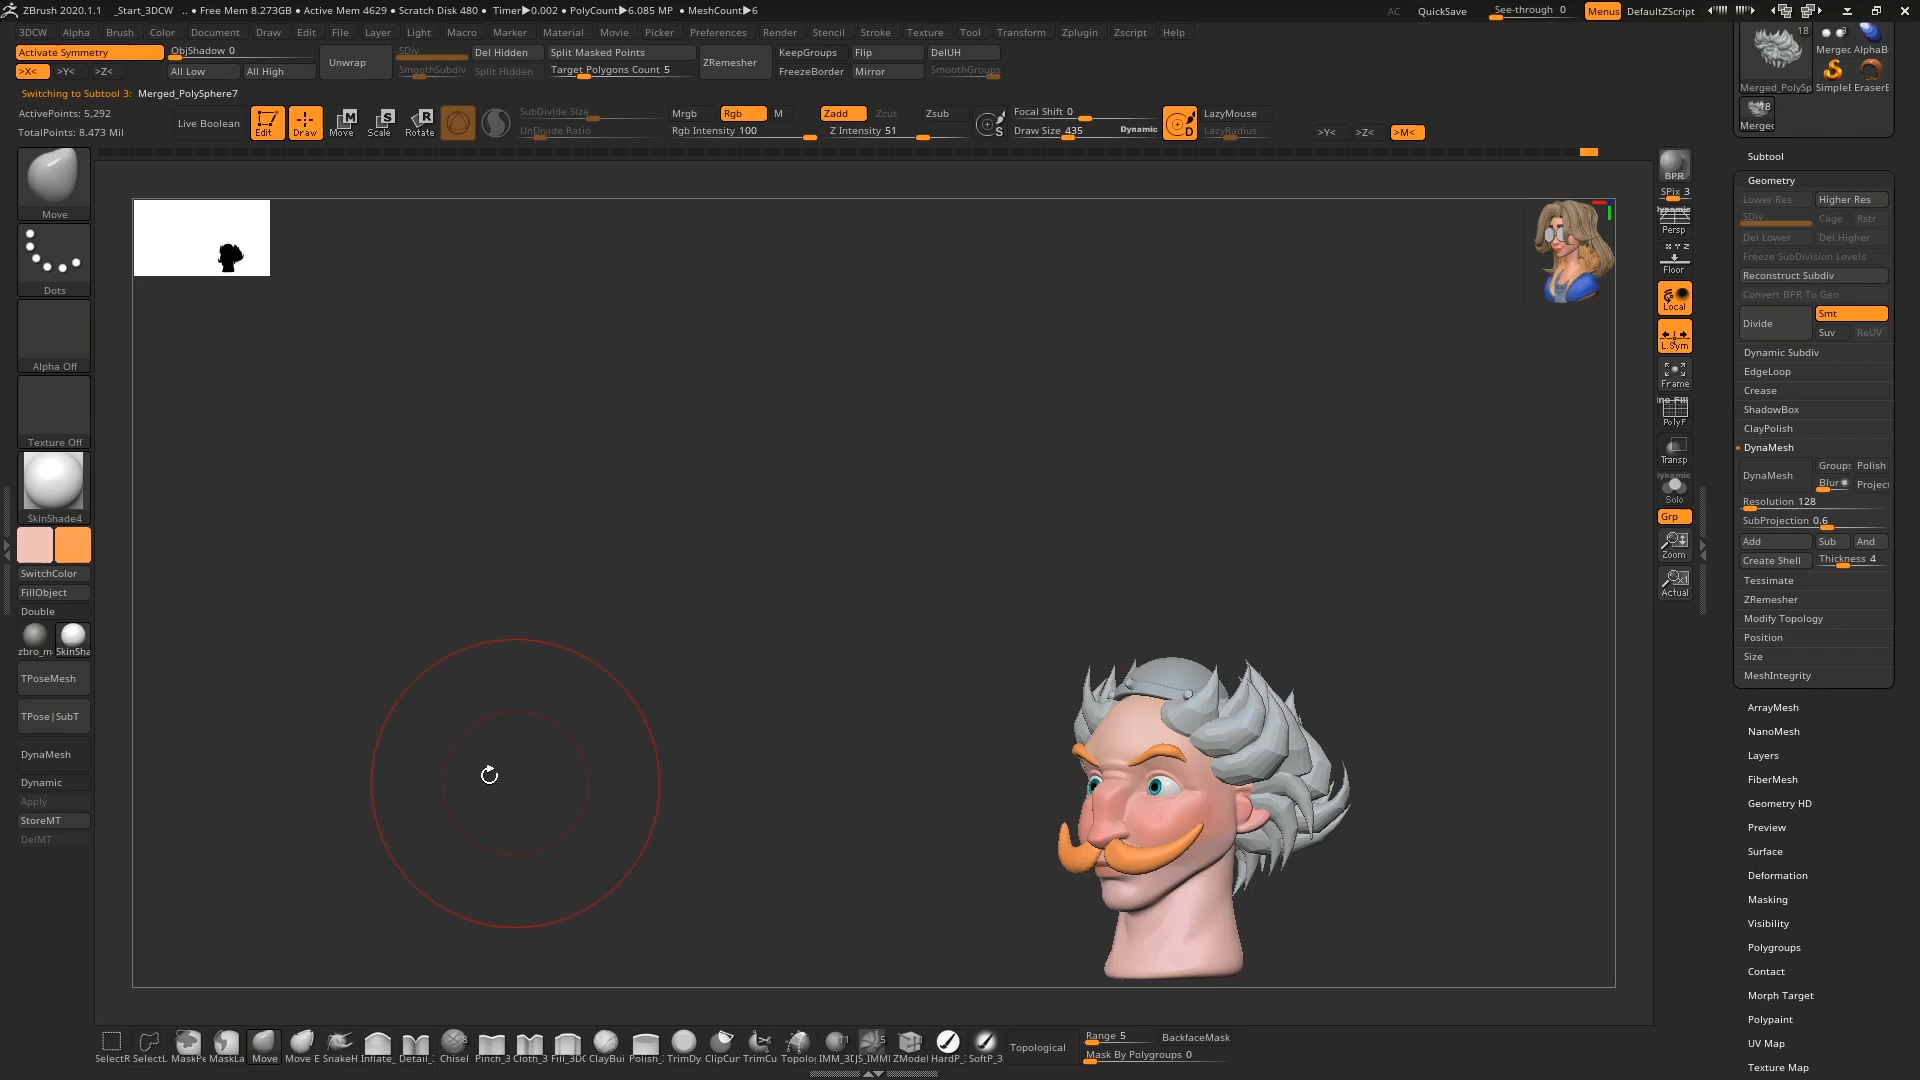 ZBrush 2020.1.1 _Start_3DCW .. • Free Mem 8.273GB • Active Mem 4629 • Scratch Disk 480 • Timer▶0.002 • PolyCount▶6.085 MP • MeshCount▶6 AC QuickSave See-through 0 Menus DefaultZScript
3DCW Alpha Brush Color Document Draw Edit File Layer Light Macro Marker Material Movie Picker Preferences Render Stencil Stroke Texture Tool Transform Zplugin Zscript Help
Activate Symmetry ObjShadow 0 Unwrap SDiv Del Hidden Split Masked Points ZRemesher KeepGroups Flip DelUH
>X< >Y< >Z< All Low All High SmoothSubdiv Split Hidden Target Polygons Count 5 FreezeBorder Mirror SmoothGroups
Switching to Subtool 3: Merged_PolySphere7
ActivePoints: 5,292
TotalPoints: 8.473 Mil
Live Boolean Edit Draw Move Scale Rotate SubDivide Size UnDivide Ratio Mrgb Rgb M Zadd Zcut Zsub Focal Shift 0 LazyMouse
Rgb Intensity 100 Z Intensity 51 S Draw Size 435 Dynamic D LazyRadius >Y< >Z< >M<
Move
Dots
Alpha Off
Texture Off
SkinShade4
SwitchColor
FillObject
Double
zbro_m SkinSha
TPoseMesh
TPose|SubT
DynaMesh
Dynamic
Apply
StoreMT
DelMT
BPR
SPix 3
Dynamic
Persp
X Y Z
Floor
Local
L.Sym
Frame
PolyF
Transp
Dynamic
Solo
Grp
Zoom
Actual
18
Merged AlphaB
Merged_PolySp SimpleB EraserB
18
Merged
Subtool
Geometry
Lower Res Higher Res
SDiv Cage Rstr
Del Lower Del Higher
Freeze SubDivision Levels
Reconstruct Subdiv
Convert BPR To Geo
Divide Smt
Suv ReUV
Dynamic Subdiv
EdgeLoop
Crease
ShadowBox
ClayPolish
DynaMesh
DynaMesh Groups Polish
Blur Project
Resolution 128
SubProjection 0.6
Add Sub And
Create Shell Thickness 4
Tessimate
ZRemesher
Modify Topology
Position
Size
MeshIntegrity
ArrayMesh
NanoMesh
Layers
FiberMesh
Geometry HD
Preview
Surface
Deformation
Masking
Visibility
Polygroups
Contact
Morph Target
Polypaint
UV Map
Texture Map
SelectR SelectL MaskPe MaskLa Move Move E SnakeH Inflate_ Detail_ Chisel Pinch_3 Cloth_3 Fill_3DC ClayBui Polish_ TrimDy ClipCur TrimCu Topolo IMM_3D JS_IMM ZModel HardP_ SoftP_3 Topological
Range 5 BackfaceMask
Mask By Polygroups 0